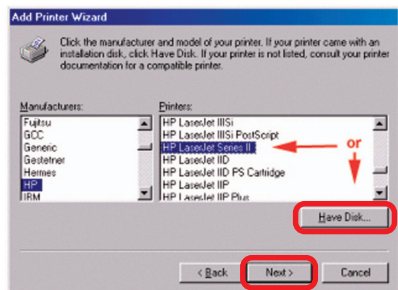 Add Printer Wizard
Click the manufacturer and model of your printer. If your printer came with an
installation disk, click Have Disk. If your printer is not listed, consult your printer
documentation for a compatible printer.
Manufacturers:
Printers:
Fujitsu
GCC
Generic
Gestetner
Hermes
HP
IBM
HP LaserJet IIISi
HP LaserJet IIISi PostScript
HP LaserJet Series II
HP LaserJet IID
HP LaserJet IID PS Cartridge
HP LaserJet IIP
HP LaserJet IIP Plus
or
Have Disk...
< Back
Next >
Cancel